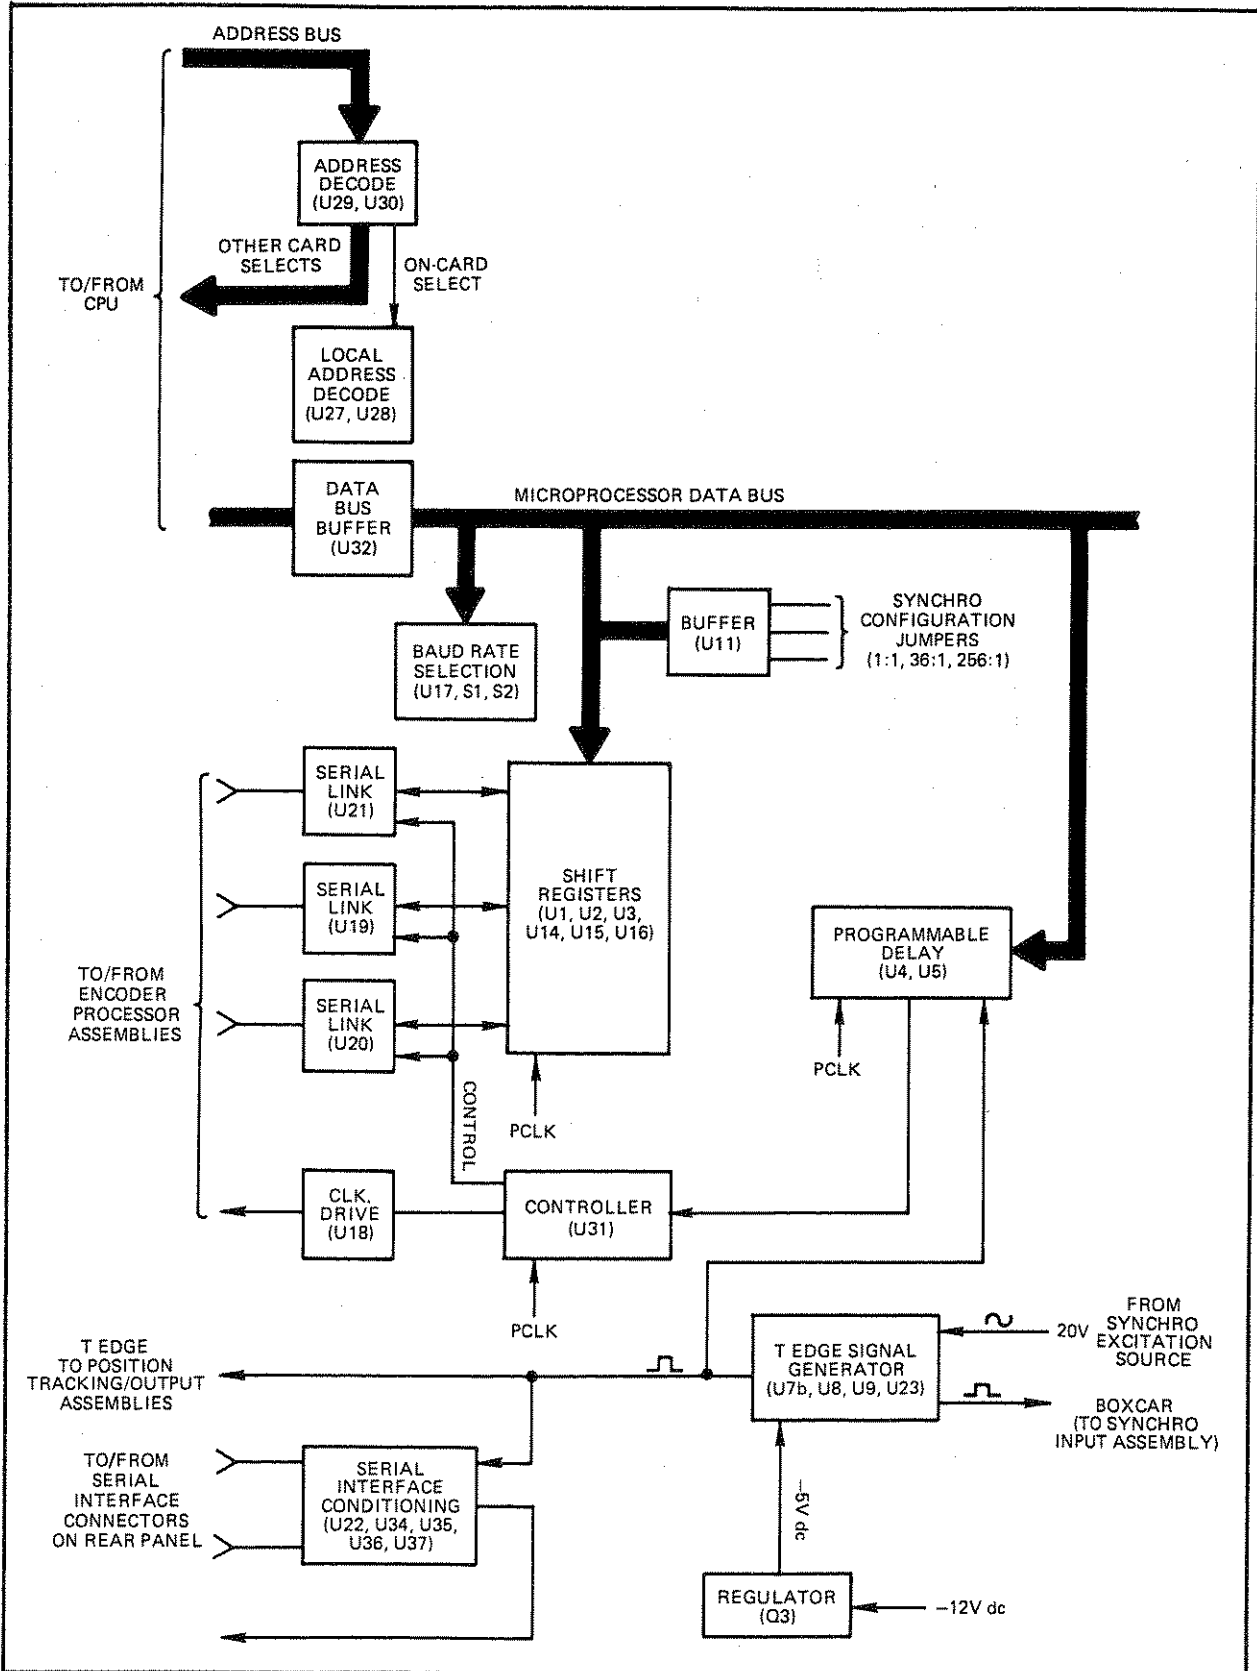 ADDRESS BUS
ADDRESS
DECODE
(U29, U30)
OTHER CARD
SELECTS
ON-CARD
SELECT
TO/FROM
CPU
LOCAL
ADDRESS
DECODE
(U27, U28)
DATA
BUS
BUFFER
(U32)
MICROPROCESSOR DATA BUS
BUFFER
(U11)
SYNCHRO
CONFIGURATION
JUMPERS
(1:1, 36:1, 256:1)
BAUD RATE
SELECTION
(U17, S1, S2)
SERIAL
LINK
(U21)
SERIAL
LINK
(U19)
SERIAL
LINK
(U20)
SHIFT
REGISTERS
(U1, U2, U3,
U14, U15, U16)
PROGRAMMABLE
DELAY
(U4, U5)
TO/FROM
ENCODER
PROCESSOR
ASSEMBLIES
PCLK
PCLK
CONTROL
CLK.
DRIVE
(U18)
CONTROLLER
(U31)
PCLK
T EDGE
TO POSITION
TRACKING/OUTPUT
ASSEMBLIES
T EDGE SIGNAL
GENERATOR
(U7b, U8, U9, U23)
20V
FROM
SYNCHRO
EXCITATION
SOURCE
BOXCAR
(TO SYNCHRO
INPUT ASSEMBLY)
TO/FROM
SERIAL
INTERFACE
CONNECTORS
ON REAR PANEL
SERIAL
INTERFACE
CONDITIONING
(U22, U34, U35,
U36, U37)
–5V dc
REGULATOR
(Q3)
–12V dc